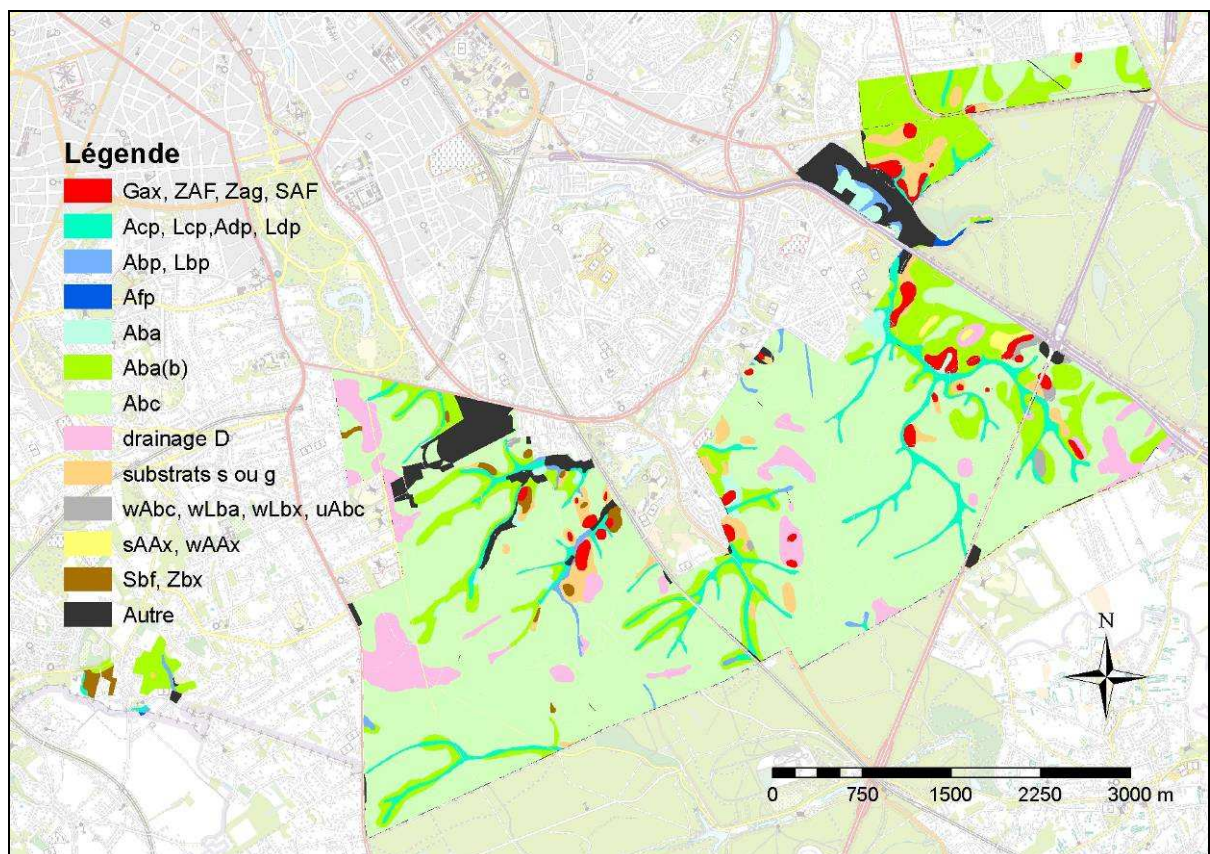 Légende
Gax, ZAF, Zag, SAF
Acp, Lcp,Adp, Ldp
Abp, Lbp
Afp
Aba
Aba(b)
Abc
drainage D
substrats s ou g
wAbc, wLba, wLbx, uAbc
sAAx, wAAx
Sbf, Zbx
Autre
N
0 750 1500 2250 3000 m